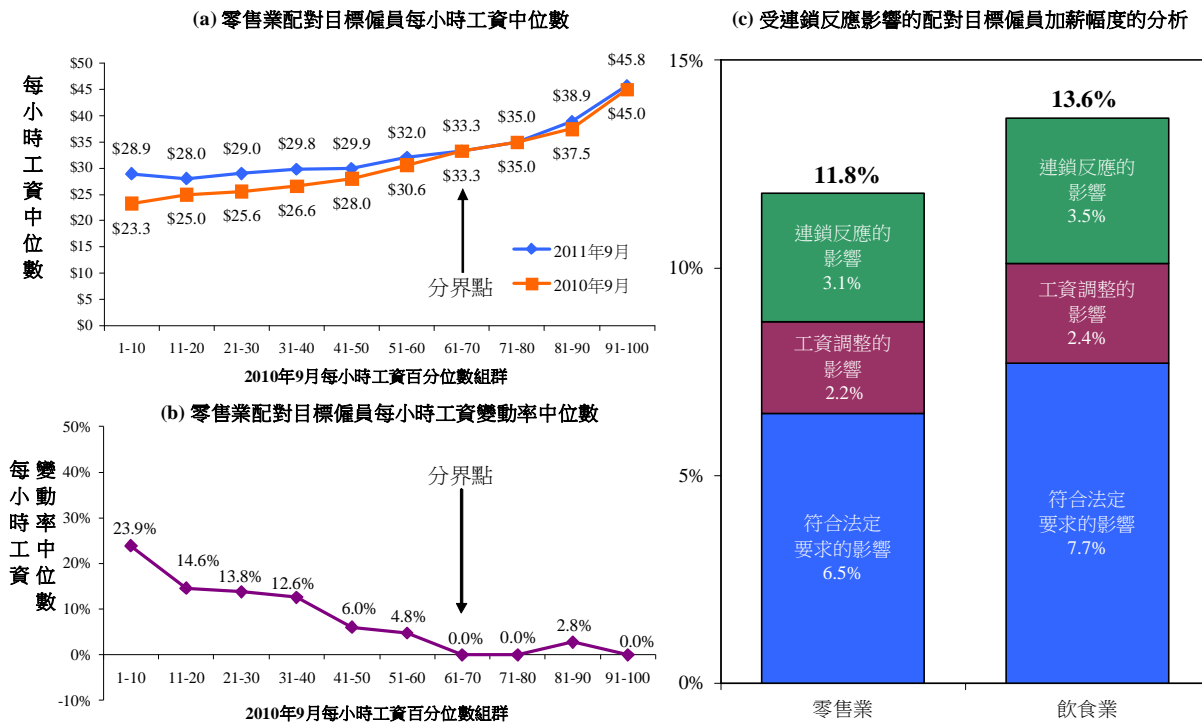 (a) 零售業配對目標僱員每小時工資中位數
每小時工資中位數
$50
$45
$40
$35
$30
$25
$20
$15
$10
$5
$0
$28.9
$28.0
$29.0
$29.8
$29.9
$32.0
$33.3
$35.0
$38.9
$45.8
$23.3
$25.0
$25.6
$26.6
$28.0
$30.6
$33.3
$35.0
$37.5
$45.0
分界點
2011年9月
2010年9月
1-10 11-20 21-30 31-40 41-50 51-60 61-70 71-80 81-90 91-100
2010年9月每小時工資百分位數組群
(b) 零售業配對目標僱員每小時工資變動率中位數
每小時工資
變動率中位數
50%
40%
30%
20%
10%
0%
-10%
23.9%
14.6%
13.8%
12.6%
6.0%
4.8%
0.0%
0.0%
2.8%
0.0%
分界點
1-10 11-20 21-30 31-40 41-50 51-60 61-70 71-80 81-90 91-100
2010年9月每小時工資百分位數組群
(c) 受連鎖反應影響的配對目標僱員加薪幅度的分析
15%
10%
5%
0%
11.8%
連鎖反應的
影響
3.1%
工資調整的
影響
2.2%
符合法定
要求的影響
6.5%
零售業
13.6%
連鎖反應的
影響
3.5%
工資調整的
影響
2.4%
符合法定
要求的影響
7.7%
飲食業